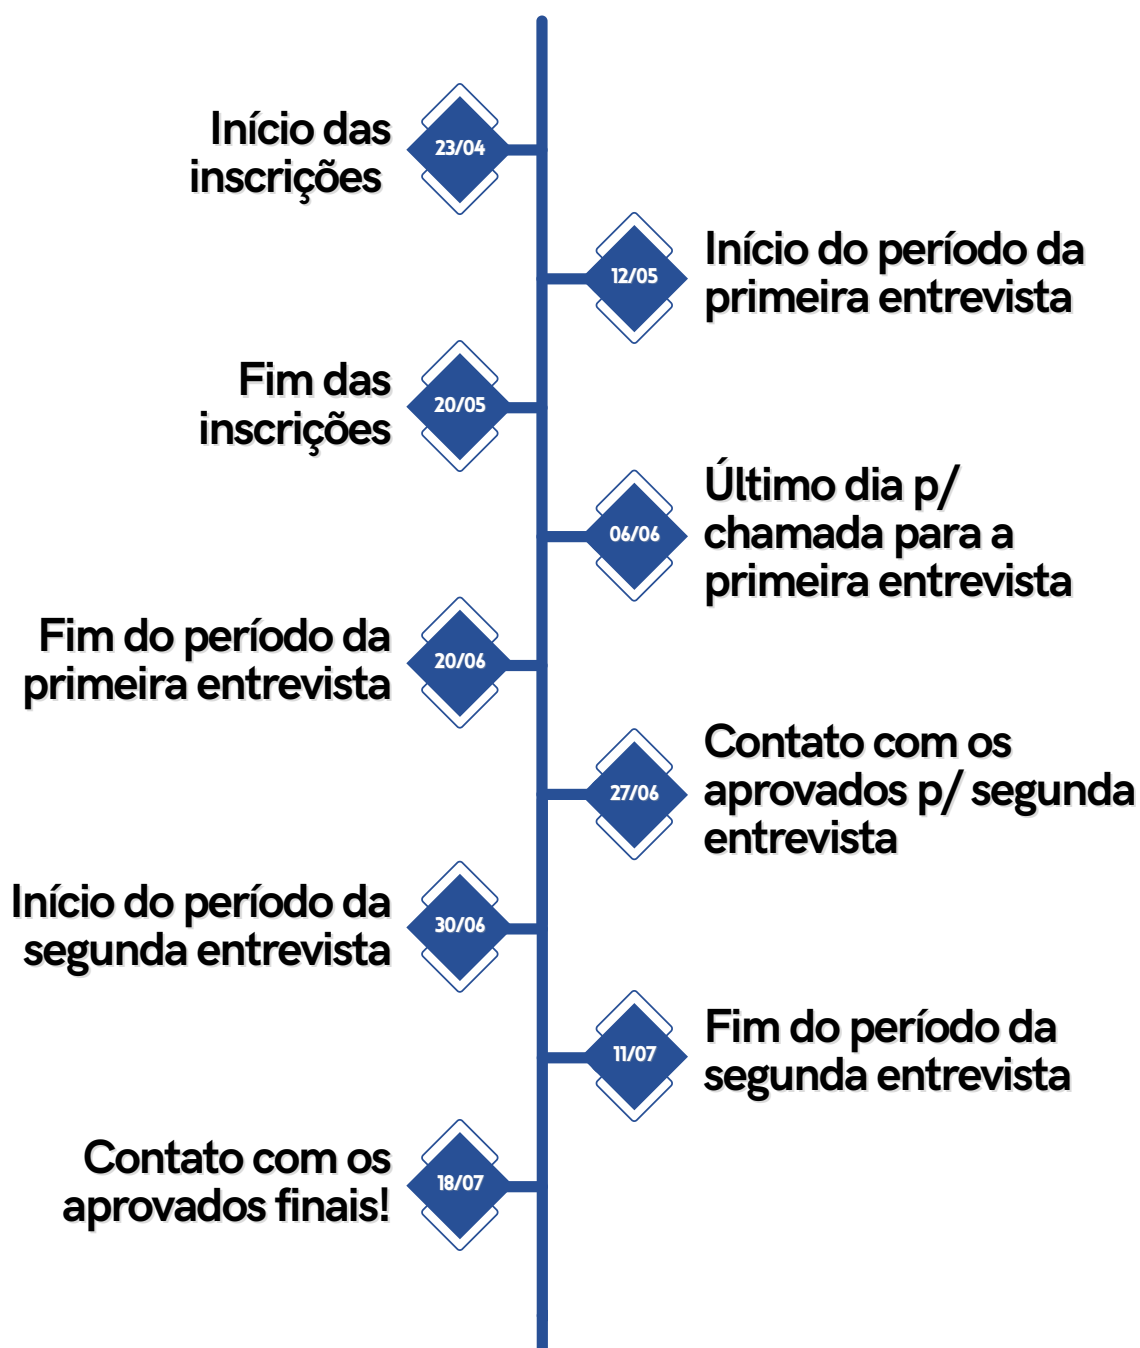 Início das
inscrições
23/04
12/05
Início do período da
primeira entrevista
Fim das
inscrições
20/05
06/06
Último dia p/
chamada para a
primeira entrevista
Fim do período da
primeira entrevista
20/06
27/06
Contato com os
aprovados p/ segunda
entrevista
Início do período da
segunda entrevista
30/06
11/07
Fim do período da
segunda entrevista
Contato com os
aprovados finais!
18/07